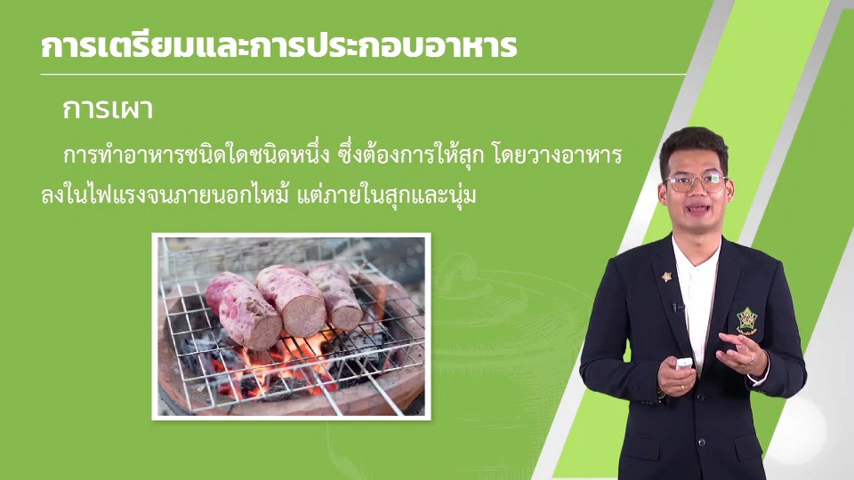 การเตรียมและการประกอบอาหาร
การเผา
การทำอาหารชนิดใดชนิดหนึ่ง ซึ่งต้องการให้สุก โดยวางอาหาร
ลงในไฟแรงจนภายนอกไหม้ แต่ภายในสุกและนุ่ม